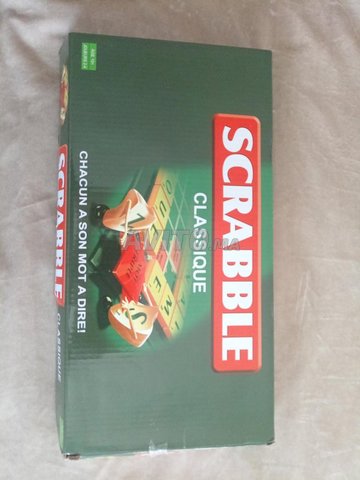 SCRABBLE
CLASSIQUE
CHACUN A SON MOT A DIRE!
SCRABBLE
CLASSIQUE